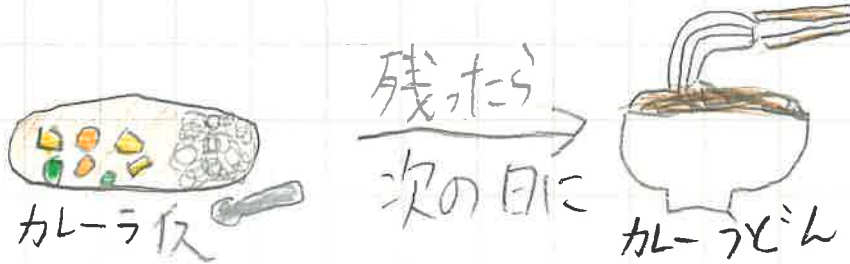 カレーライス
残ったら
次の日に
カレーうどん